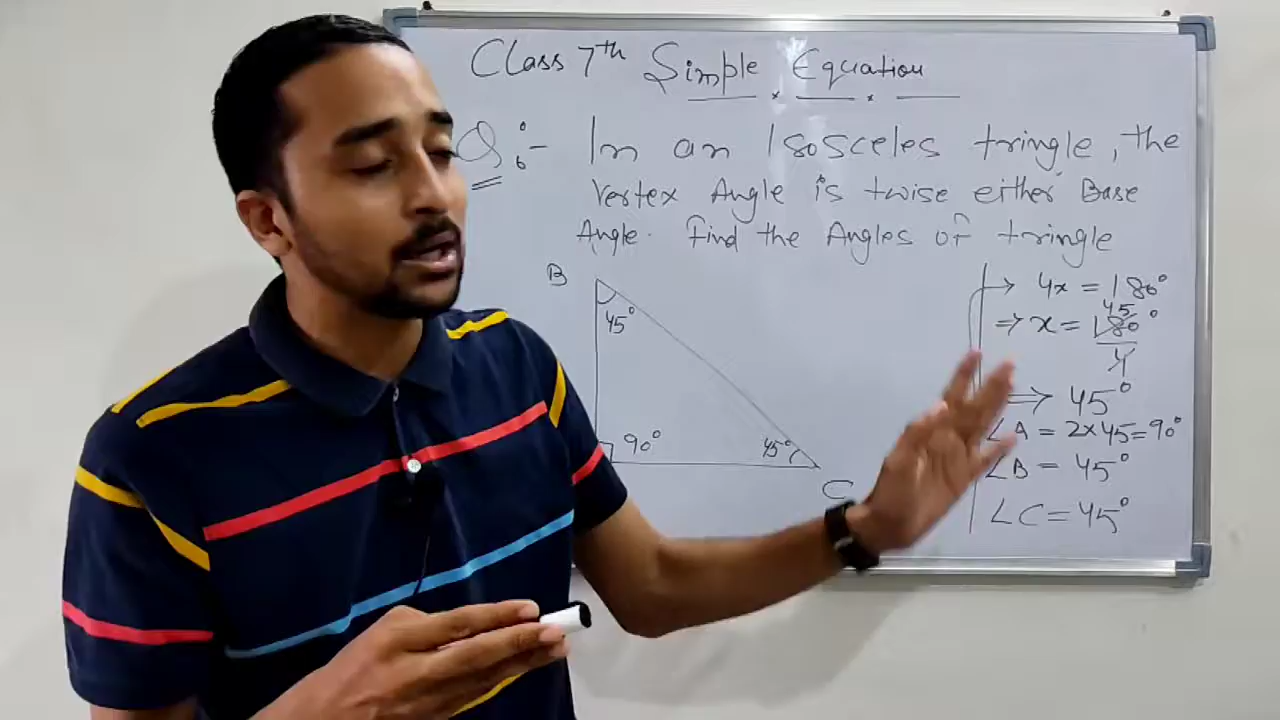 Class 7th Simple Equation
Q:- In an Isosceles tringle, the
Vertex Angle is twise either Base
Angle. Find the Angles of tringle
B
45°
90°
45°
C
→ 4x = 180°
45
⇒ x = 180°
4
⇒ 45°
∠A = 2×45=90°
∠B = 45°
∠C = 45°